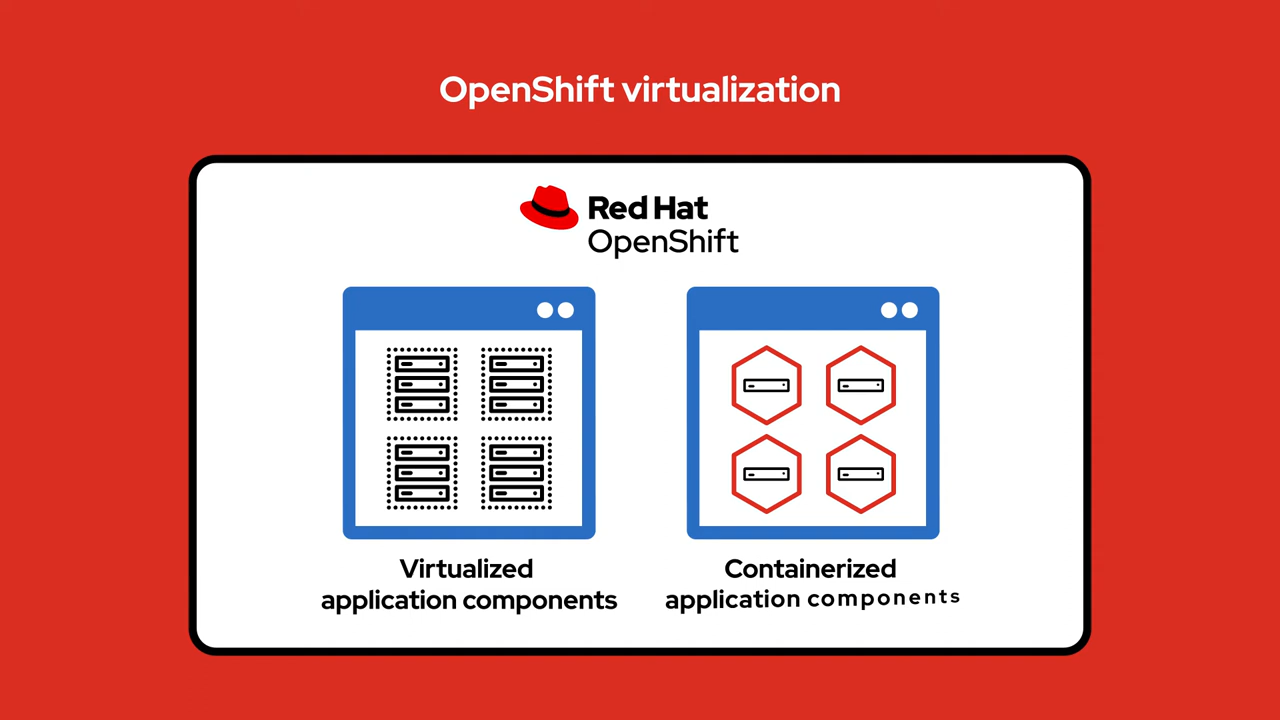 OpenShift virtualization
Red Hat
OpenShift
Virtualized
application components
Containerized
application components